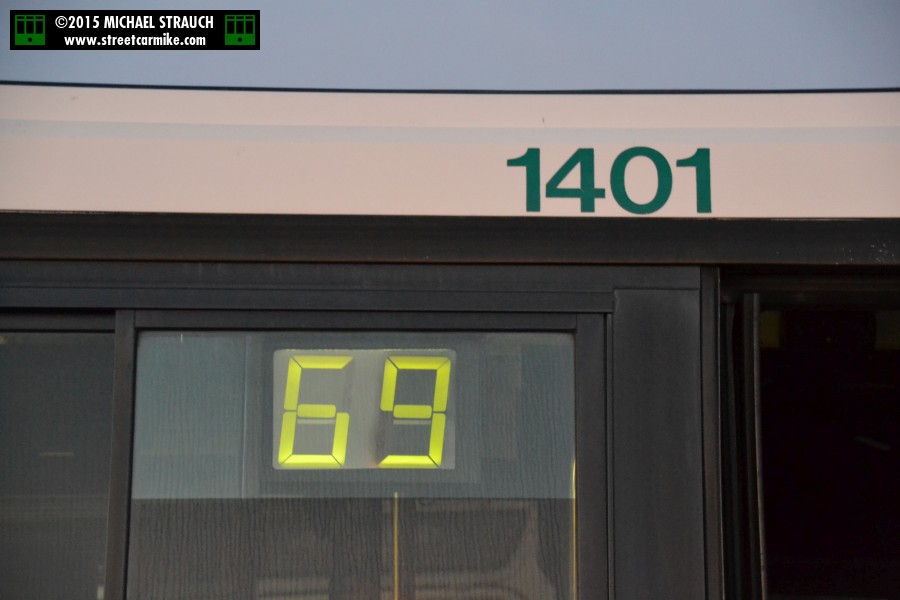 ©2015 MICHAEL STRAUCH
www.streetcarmike.com
1401
69